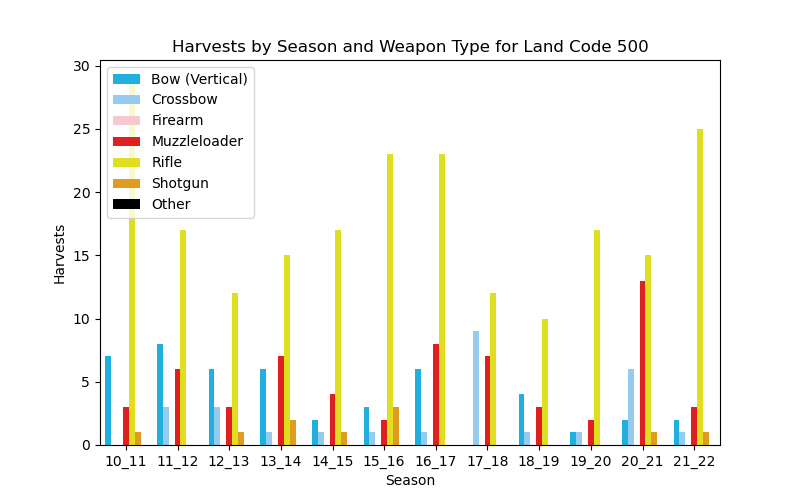 Harvests by Season and Weapon Type for Land Code 500
30
25
20
15
10
5
0
Harvests
Bow (Vertical)
Crossbow
Firearm
Muzzleloader
Rifle
Shotgun
Other
10_11 11_12 12_13 13_14 14_15 15_16 16_17 17_18 18_19 19_20 20_21 21_22
Season